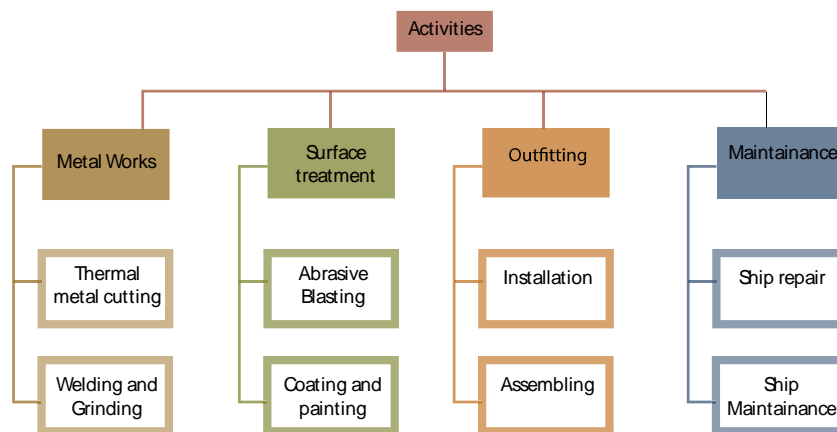 Activities
Metal Works
Surface
treatment
Outfitting
Maintainance
Thermal
metal cutting
Abrasive
Blasting
Installation
Ship repair
Welding and
Grinding
Coating and
painting
Assembling
Ship
Maintainance